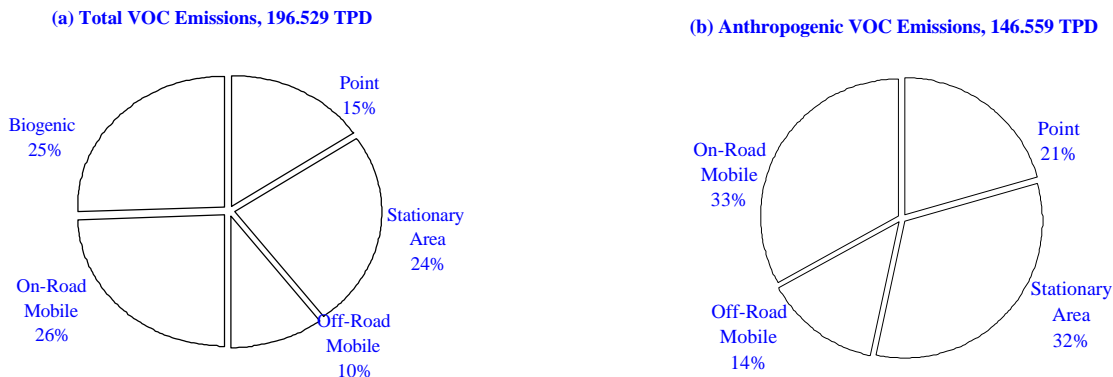 (a) Total VOC Emissions, 196.529 TPD
Point
15%
Stationary
Area
24%
Off-Road
Mobile
10%
On-Road
Mobile
26%
Biogenic
25%
(b) Anthropogenic VOC Emissions, 146.559 TPD
Point
21%
Stationary
Area
32%
Off-Road
Mobile
14%
On-Road
Mobile
33%